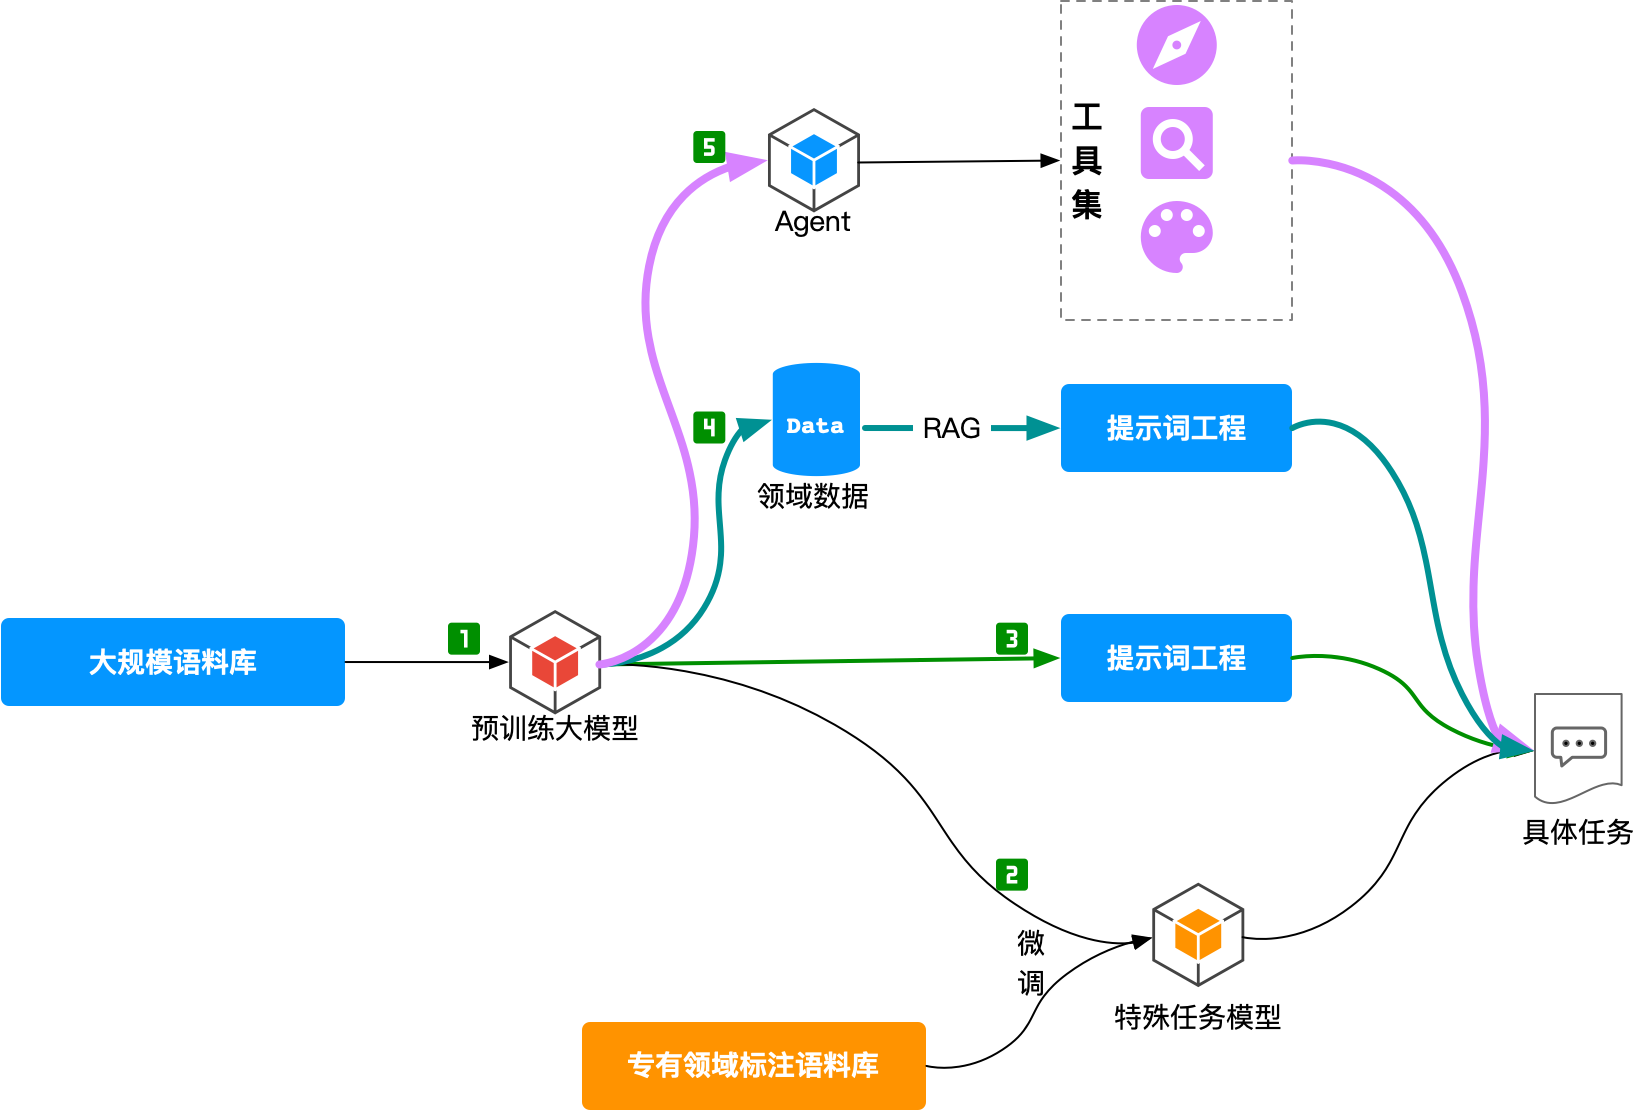 工
具
集
5
Agent
4
Data
RAG
提示词工程
领域数据
大规模语料库
1
3
提示词工程
预训练大模型
具体任务
2
微
调
特殊任务模型
专有领域标注语料库